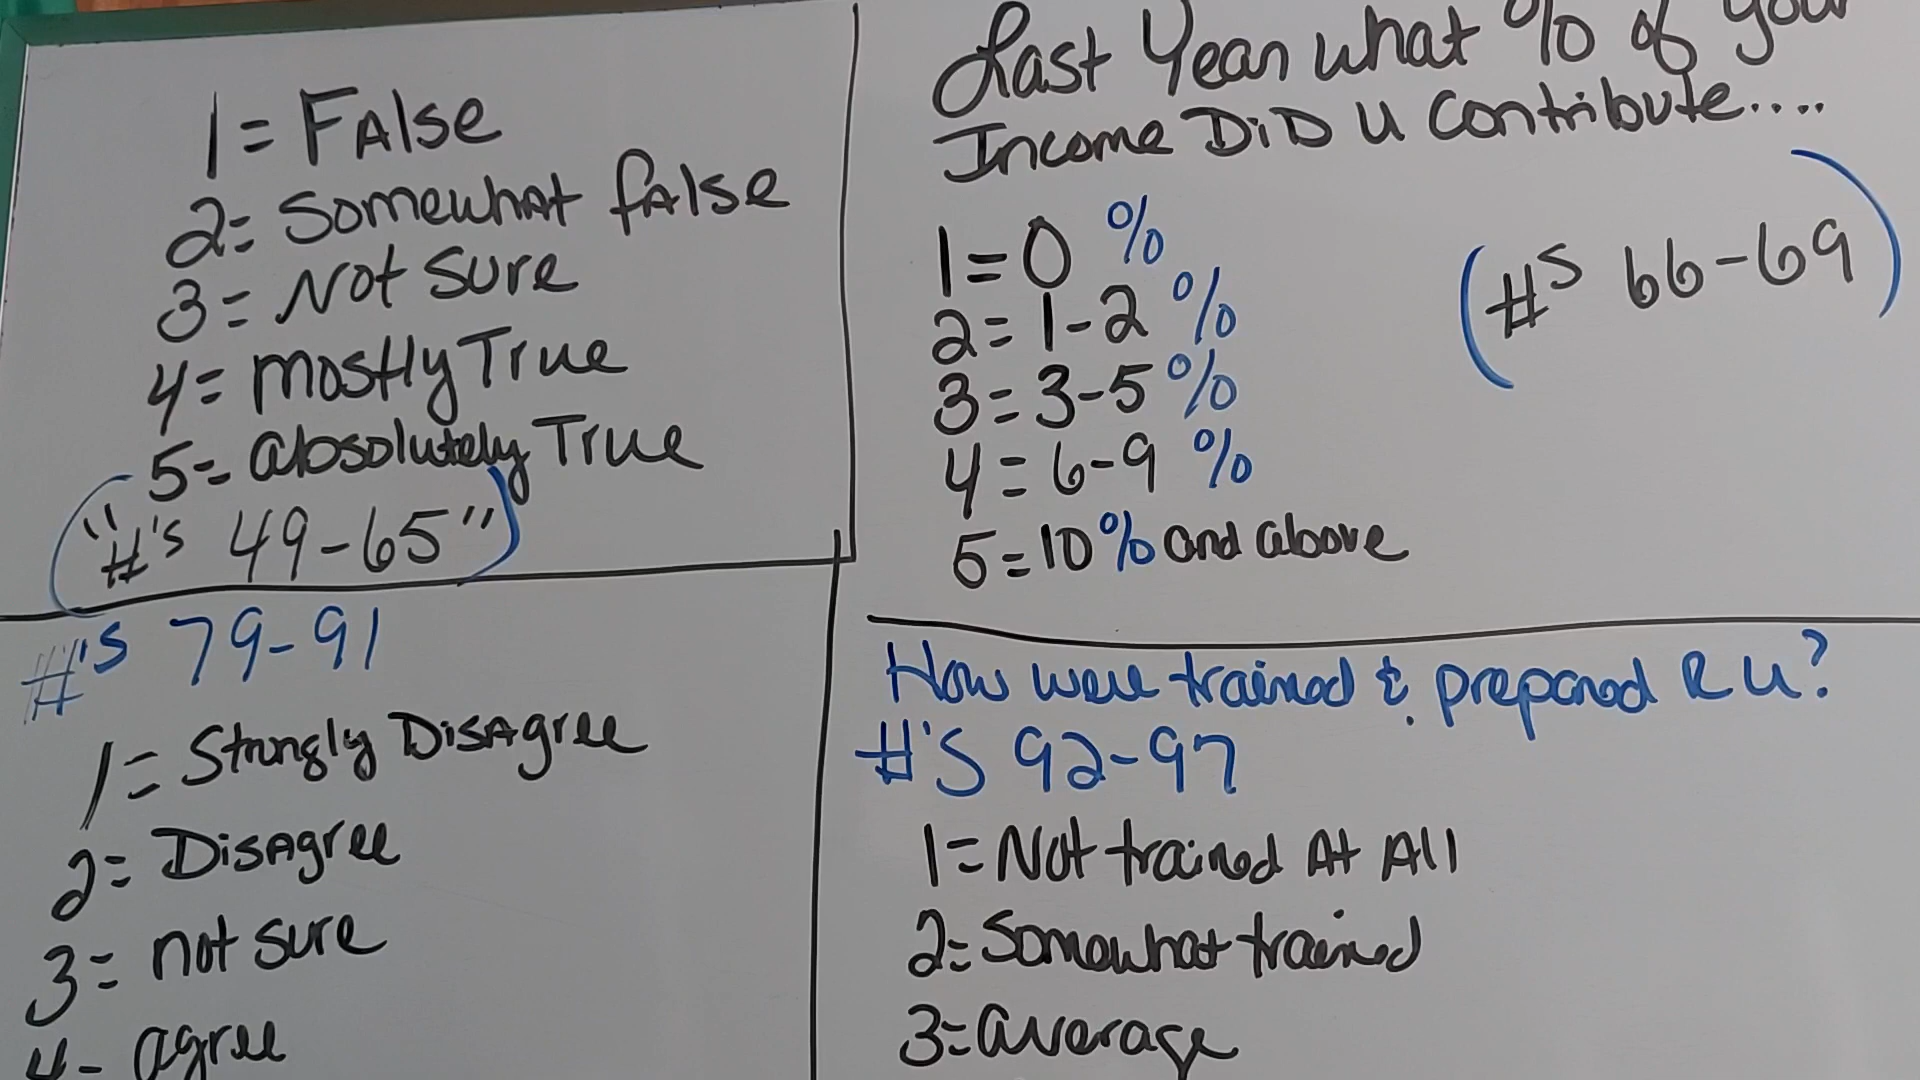 1= FAlse
2= Somewhat fAlse
3= Not Sure
4= mostly True
5= absolutely True
"#'s 49-65"
Last Year what % of your
Income DiD U Contribute....
1=0 %
2= 1-2 %
3= 3-5 %
4= 6-9 %
5=10% and above
(#S 66-69)
#'s 79-91
1= Strongly DisAgree
2= DisAgree
3= not sure
4- agree
How were trained & prepared R U?
#'S 92-97
1= Not trained At All
2= Somewhat trained
3= average